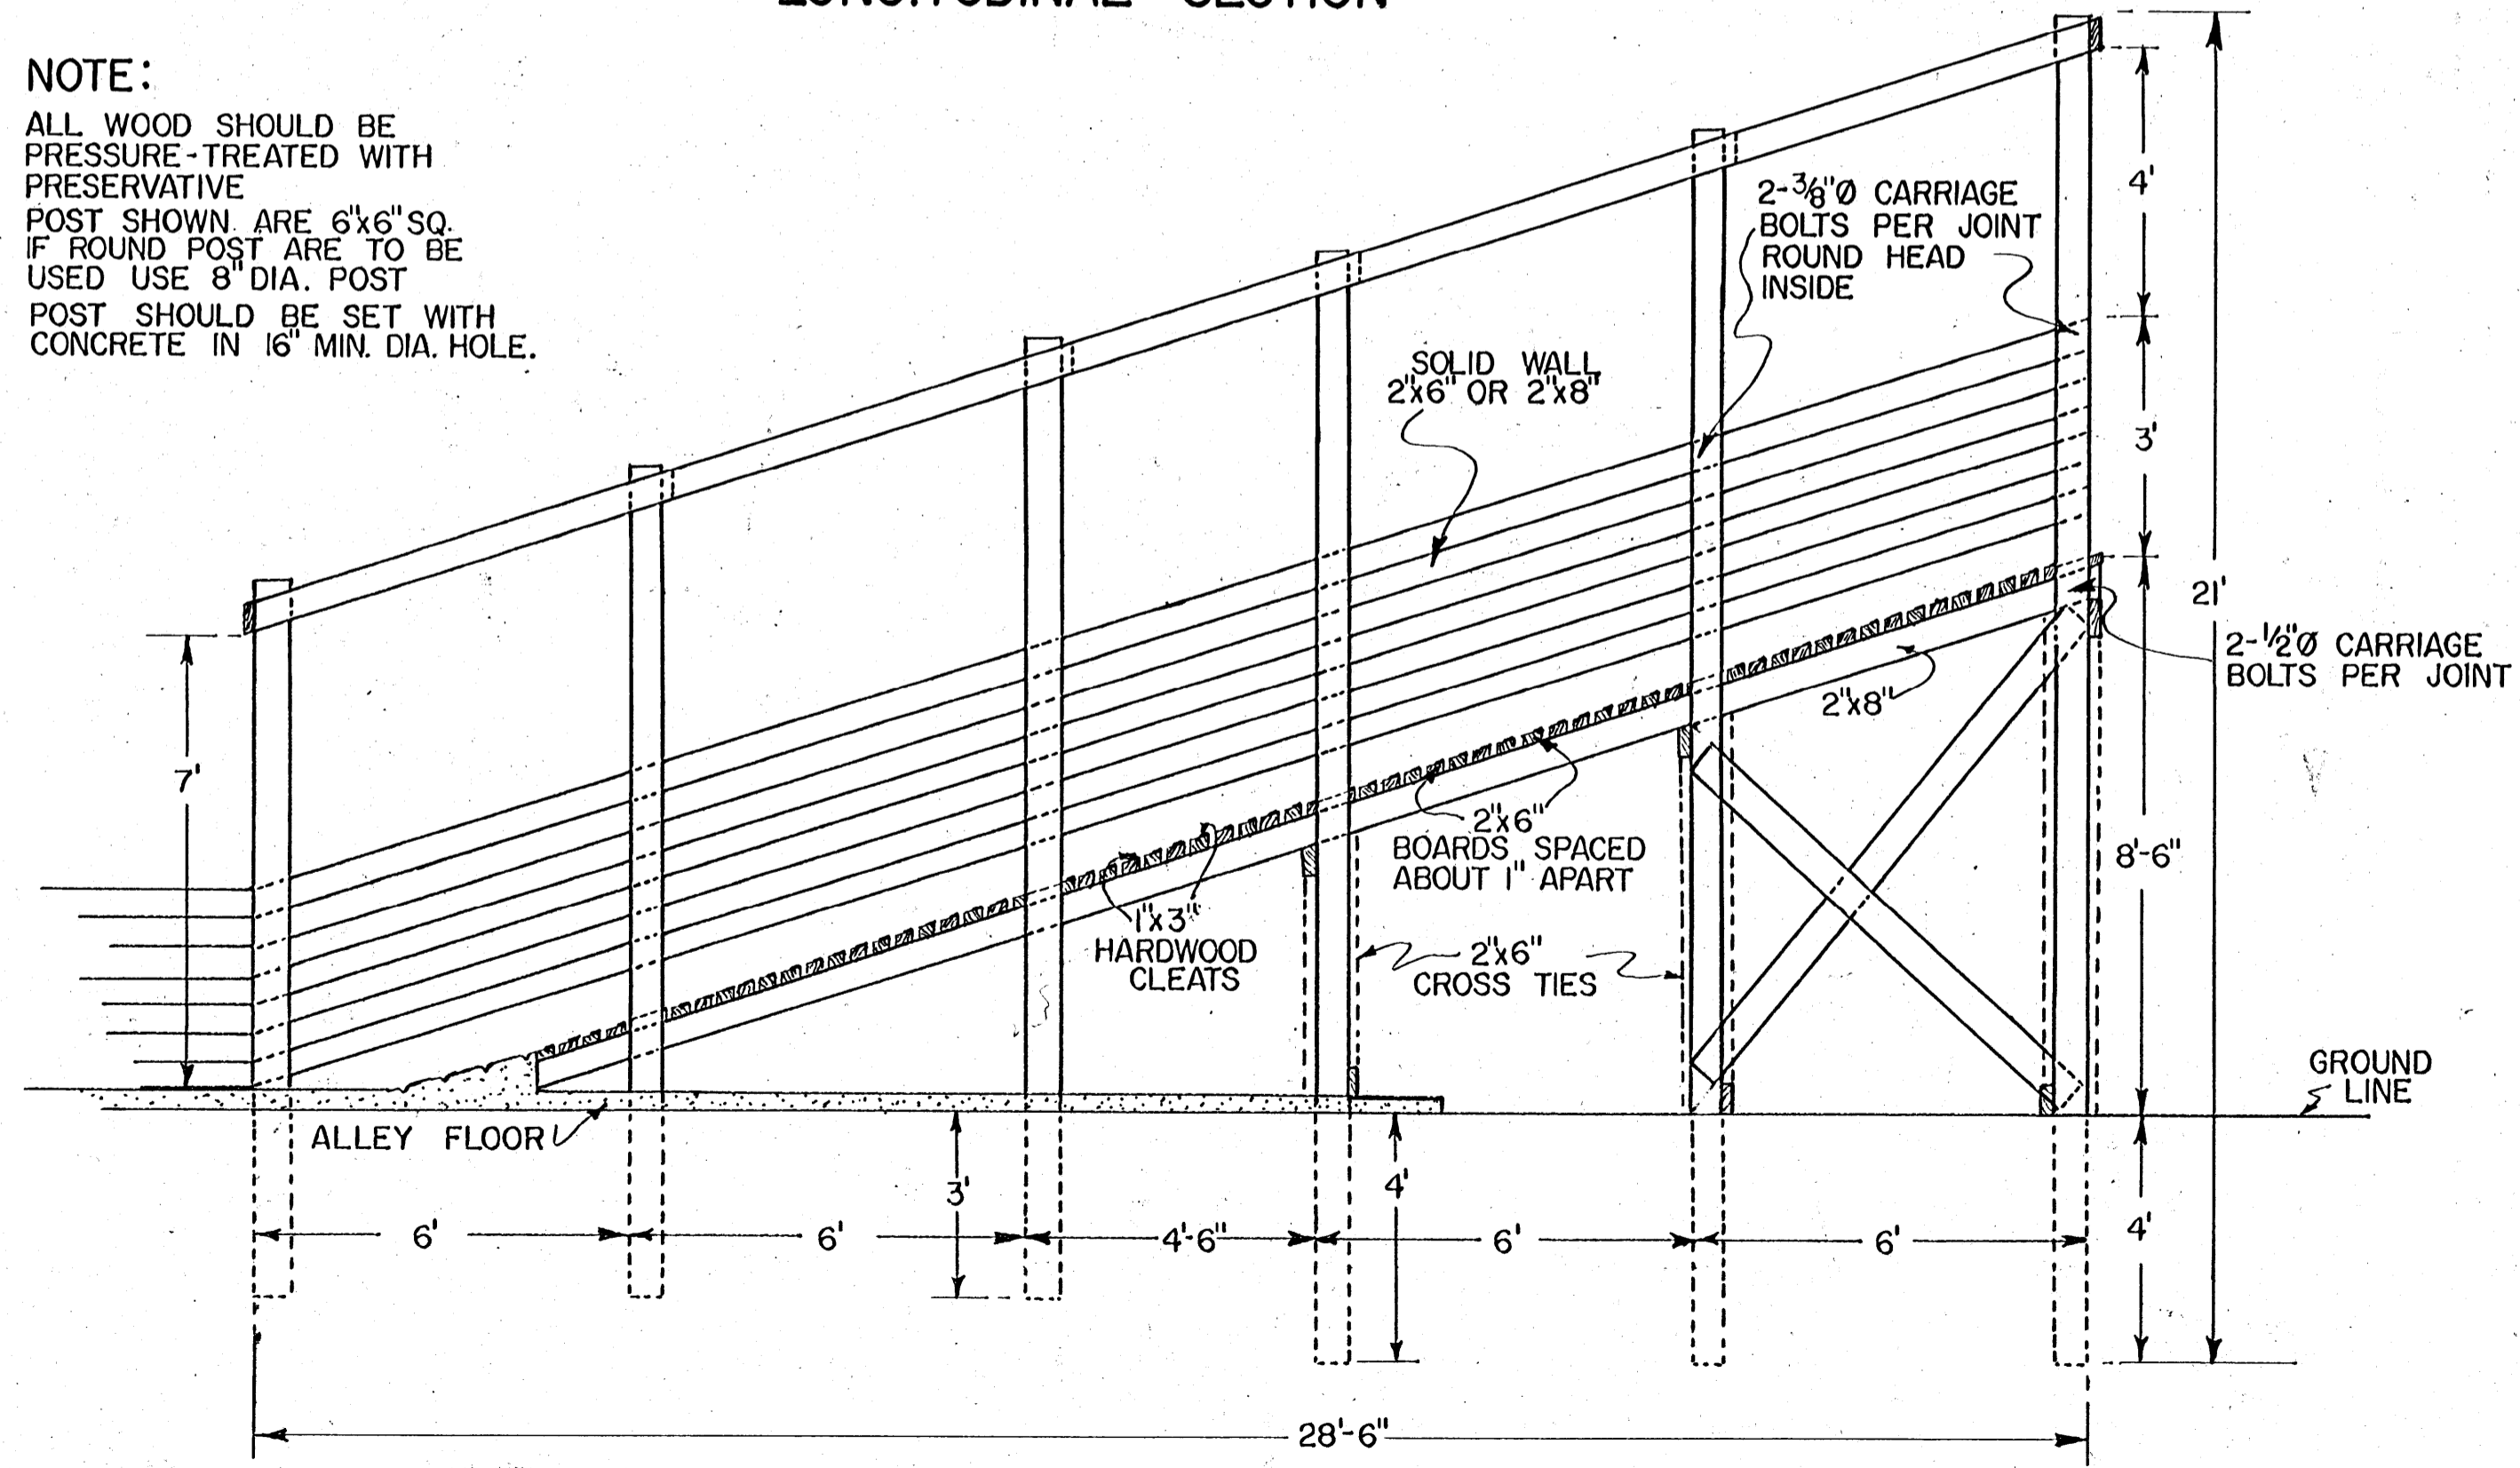 LONGITUDINAL SECTION
NOTE:
ALL WOOD SHOULD BE
PRESSURE-TREATED WITH
PRESERVATIVE
POST SHOWN ARE 6"x6" SQ.
IF ROUND POST ARE TO BE
USED USE 8" DIA. POST
POST SHOULD BE SET WITH
CONCRETE IN 16" MIN. DIA. HOLE.
2-3/8"Ø CARRIAGE
BOLTS PER JOINT
ROUND HEAD
INSIDE
4'
SOLID WALL
2"x6" OR 2"x8"
3'
21'
2-1/2"Ø CARRIAGE
BOLTS PER JOINT
2"x8"
7'
2"x6"
BOARDS SPACED
ABOUT 1" APART
8'-6"
1"x3"
HARDWOOD
CLEATS
2"x6"
CROSS TIES
GROUND
LINE
ALLEY FLOOR
3'
4'
4'
6'
6'
4'-6"
6'
6'
28'-6"